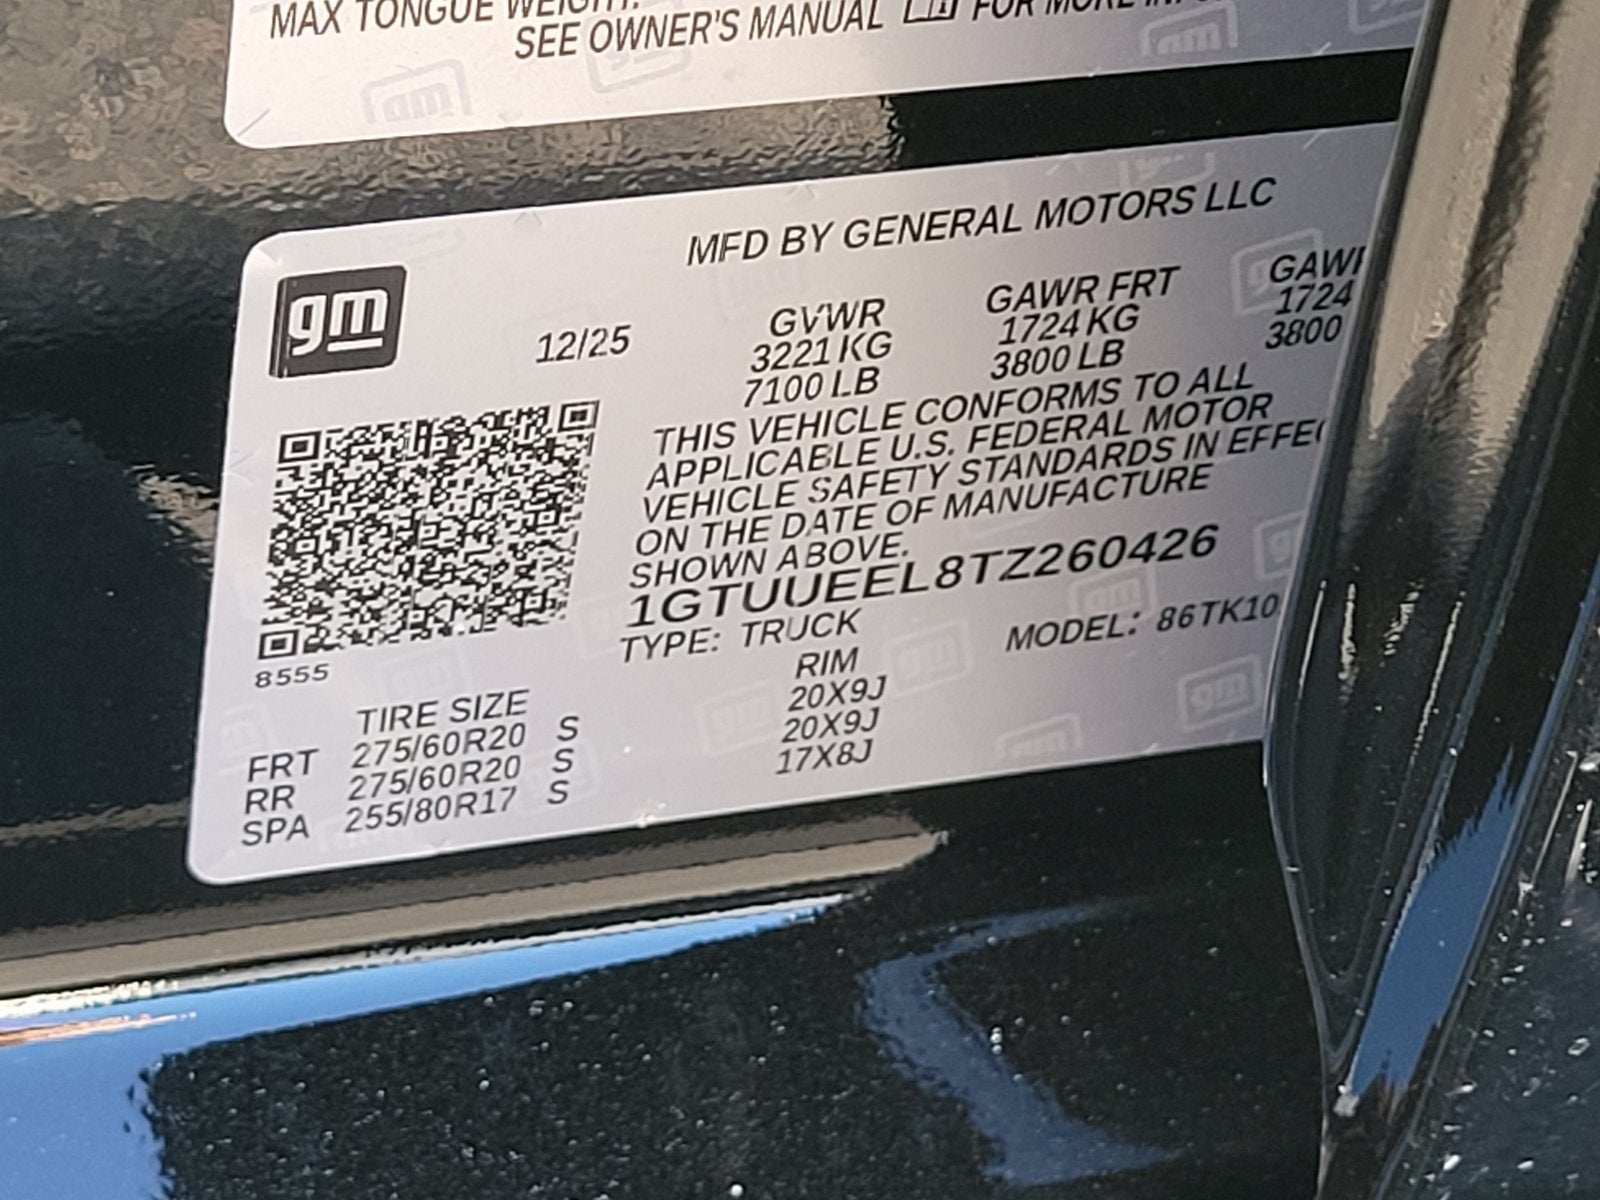 MAX TONGUE WEIGHT:
SEE OWNER'S MANUAL FOR MORE
MFD BY GENERAL MOTORS LLC
gm
12/25
GVWR GAWR FRT
3221 KG 1724 KG 1724
7100 LB 3800 LB 3800
THIS VEHICLE CONFORMS TO ALL
APPLICABLE U.S. FEDERAL MOTOR
VEHICLE SAFETY STANDARDS IN
ON THE DATE OF MANUFACTURE
SHOWN ABOVE.
1GTUUEEL8TZ260426
TYPE: TRUCK MODEL: 86TK10
8555
TIRE SIZE RIM
FRT 275/60R20 S 20X9J
RR 275/60R20 S 20X9J
SPA 255/80R17 S 17X8J